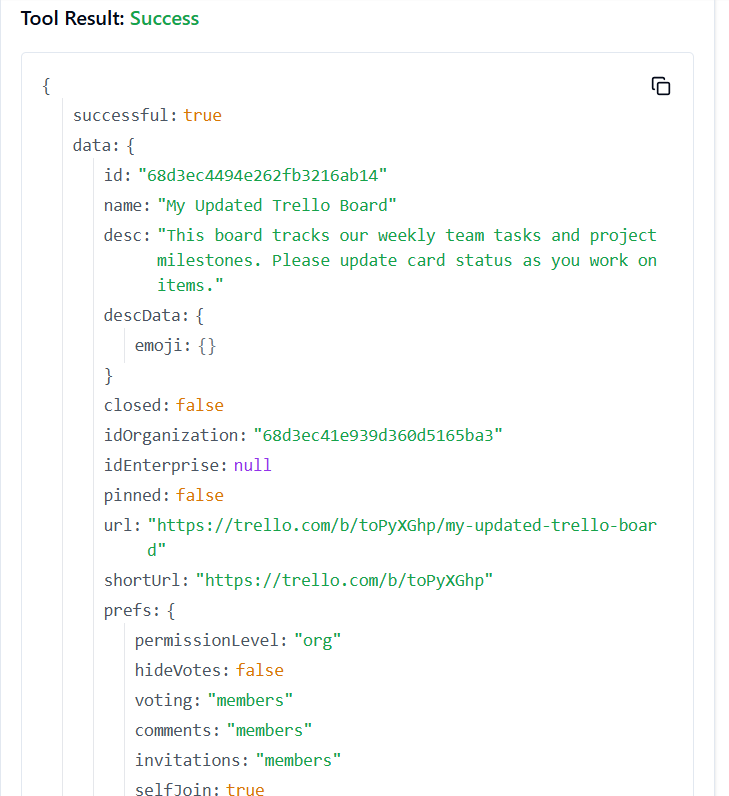 Tool Result: Success
{
successful: true
data: {
id: "68d3ec4494e262fb3216ab14"
name: "My Updated Trello Board"
desc: "This board tracks our weekly team tasks and project
milestones. Please update card status as you work on
items."
descData: {
emoji: {}
}
closed: false
idOrganization: "68d3ec41e939d360d5165ba3"
idEnterprise: null
pinned: false
url: "https://trello.com/b/toPyXGhp/my-updated-trello-boar
d"
shortUrl: "https://trello.com/b/toPyXGhp"
prefs: {
permissionLevel: "org"
hideVotes: false
voting: "members"
comments: "members"
invitations: "members"
selfJoin: true